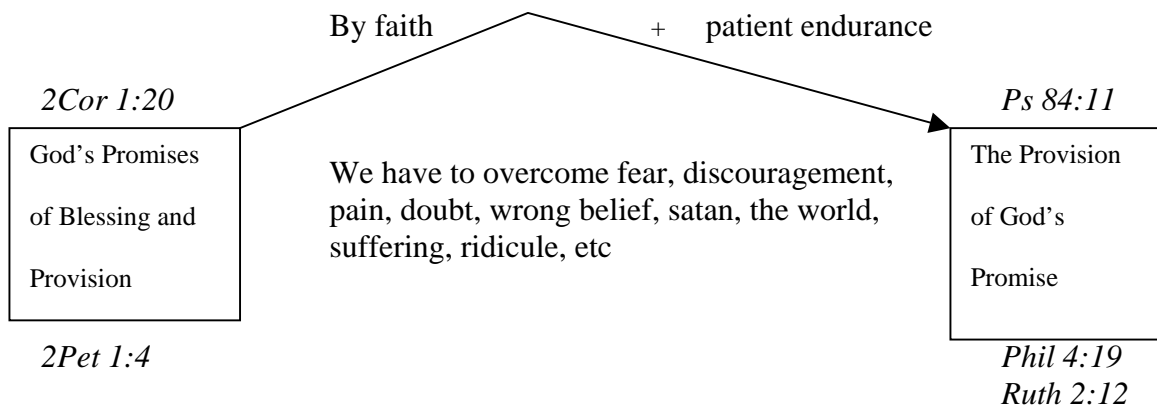 By faith + patient endurance
2Cor 1:20
Ps 84:11
God’s Promises
of Blessing and
Provision
We have to overcome fear, discouragement,
pain, doubt, wrong belief, satan, the world,
suffering, ridicule, etc
The Provision
of God’s
Promise
2Pet 1:4
Phil 4:19
Ruth 2:12